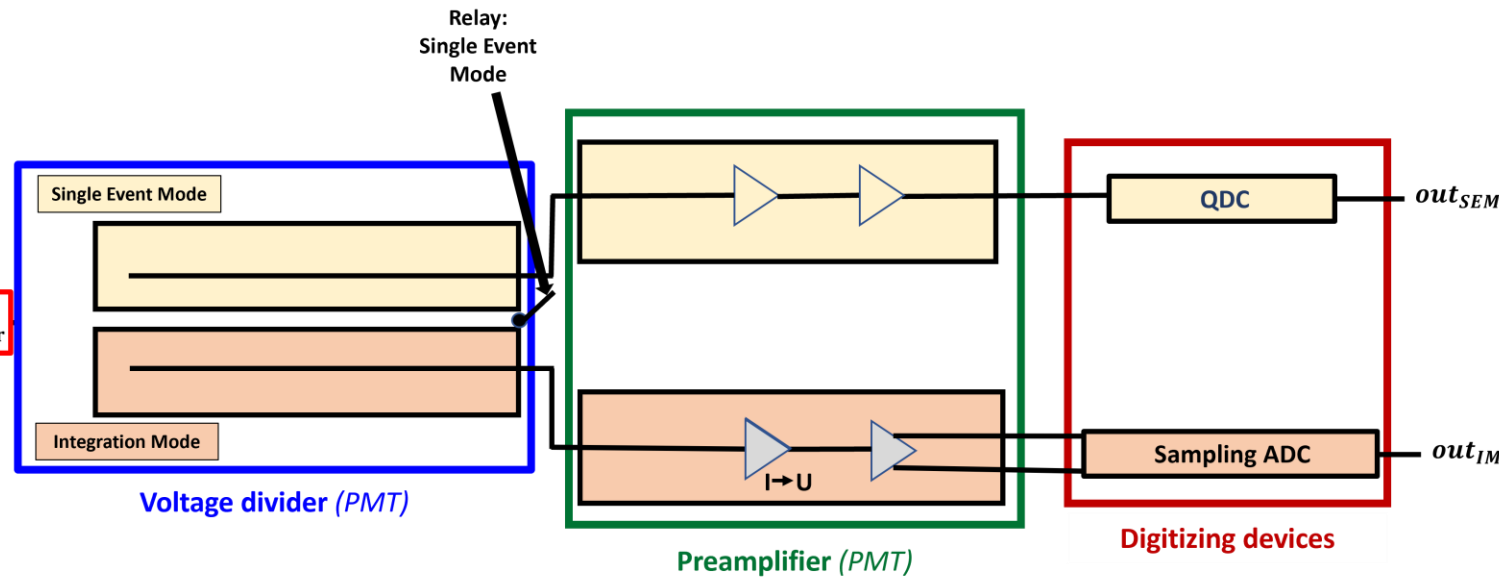 Relay:
Single Event
Mode
Single Event Mode
QDC
out_SEM
r
Integration Mode
I→U
Sampling ADC
out_IM
Voltage divider (PMT)
Preamplifier (PMT)
Digitizing devices